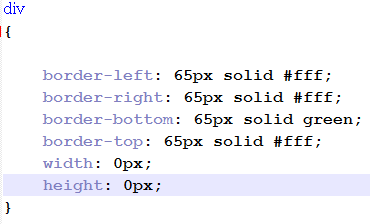 div
{
border-left: 65px solid #fff;
border-right: 65px solid #fff;
border-bottom: 65px solid green;
border-top: 65px solid #fff;
width: 0px;
height: 0px;
}